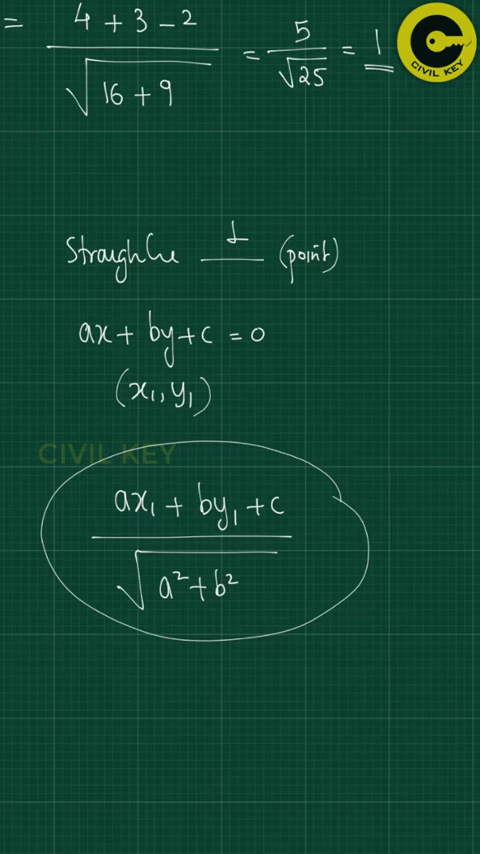 = 4 + 3 - 2 / √16 + 9 = 5 / √25 = 1
CIVIL KEY
⊥ (point)
ax + by + c = 0
(x₁, y₁)
CIVIL KEY
ax₁ + by₁ + c
√a² + b²